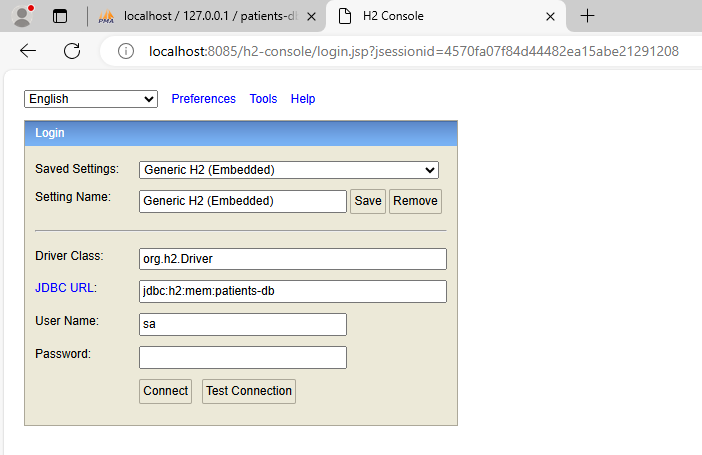 localhost / 127.0.0.1 / patients-db
H2 Console
localhost:8085/h2-console/login.jsp?jsessionid=4570fa07f84d44482ea15abe21291208
English Preferences Tools Help
Login
Saved Settings: Generic H2 (Embedded)
Setting Name: Generic H2 (Embedded) Save Remove
Driver Class: org.h2.Driver
JDBC URL: jdbc:h2:mem:patients-db
User Name: sa
Password:
Connect Test Connection